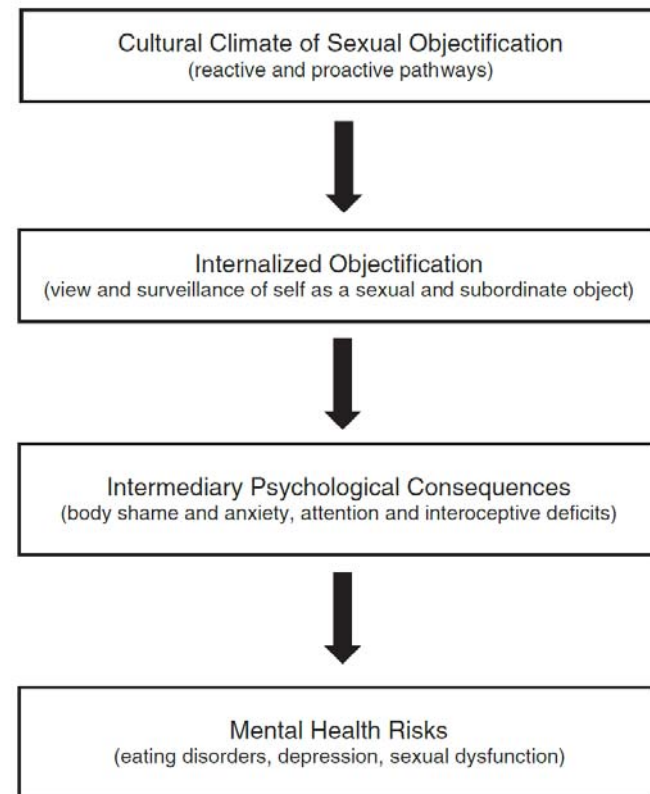 Cultural Climate of Sexual Objectification
(reactive and proactive pathways)
Internalized Objectification
(view and surveillance of self as a sexual and subordinate object)
Intermediary Psychological Consequences
(body shame and anxiety, attention and interoceptive deficits)
Mental Health Risks
(eating disorders, depression, sexual dysfunction)